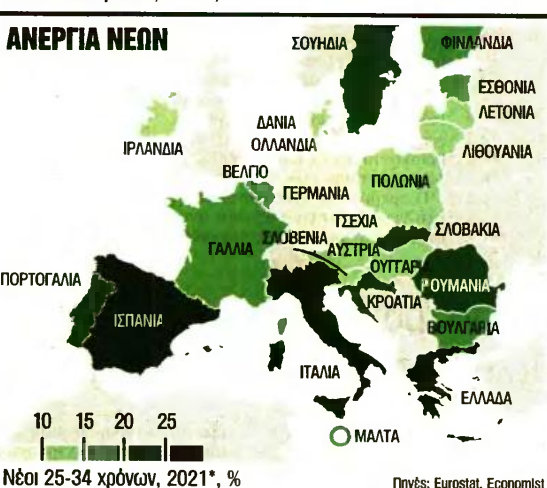 ΑΝΕΡΓΙΑ ΝΕΩΝ
ΣΟΥΗΔΙΑ
ΦΙΝΛΑΝΔΙΑ
ΕΣΘΟΝΙΑ
ΛΕΤΟΝΙΑ
ΛΙΘΟΥΑΝΙΑ
ΔΑΝΙΑ
ΟΛΛΑΝΔΙΑ
ΙΡΛΑΝΔΙΑ
ΒΕΛΓΙΟ
ΓΕΡΜΑΝΙΑ
ΠΟΛΩΝΙΑ
ΤΣΕΧΙΑ
ΣΛΟΒΑΚΙΑ
ΓΑΛΛΙΑ
ΣΛΟΒΕΝΙΑ
ΑΥΣΤΡΙΑ
ΟΥΓΓΑΡΙΑ
ΡΟΥΜΑΝΙΑ
ΠΟΡΤΟΓΑΛΙΑ
ΚΡΟΑΤΙΑ
ΙΣΠΑΝΙΑ
ΒΟΥΛΓΑΡΙΑ
ΙΤΑΛΙΑ
ΕΛΛΑΔΑ
ΜΑΛΤΑ
10 15 20 25
Νέοι 25-34 χρόνων, 2021*, %
Πηγές: Eurostat, Economist